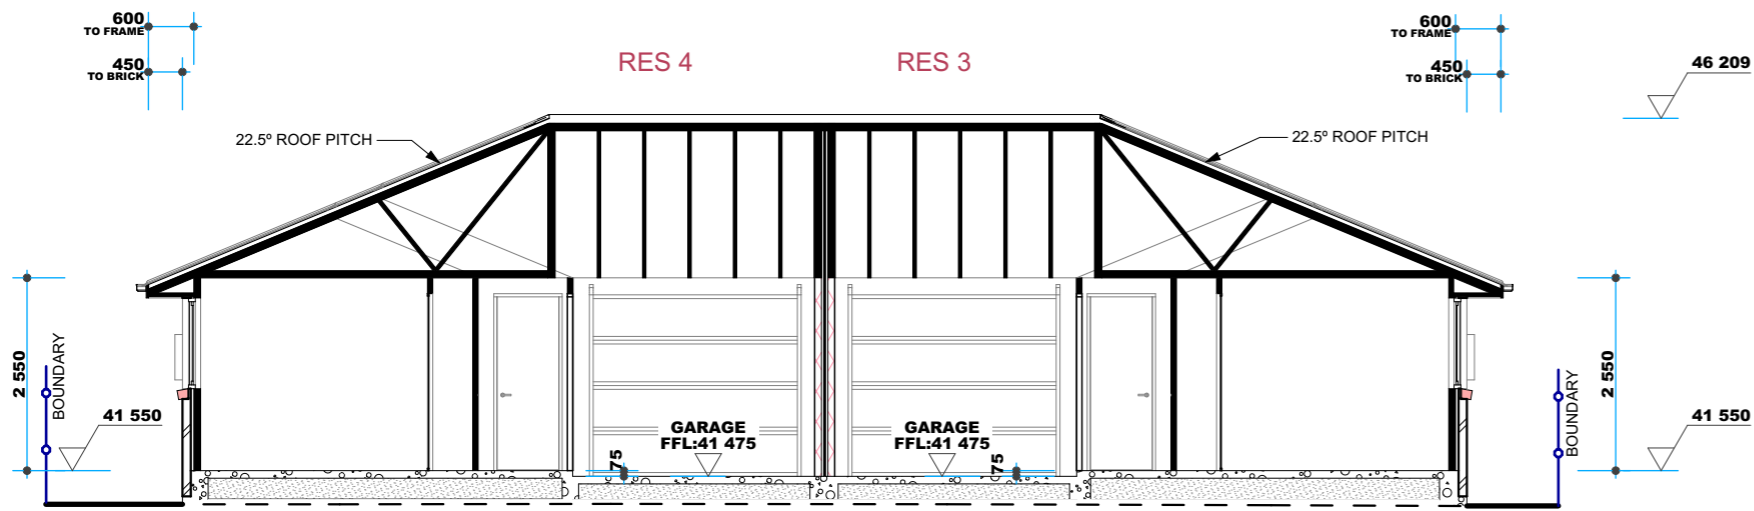 600
TO FRAME
450
TO BRICK
RES 4
RES 3
600
TO FRAME
450
TO BRICK
46 209
22.5º ROOF PITCH
22.5º ROOF PITCH
2 550
BOUNDARY
41 550
GARAGE
FFL:41 475
75
GARAGE
FFL:41 475
75
BOUNDARY
2 550
41 550